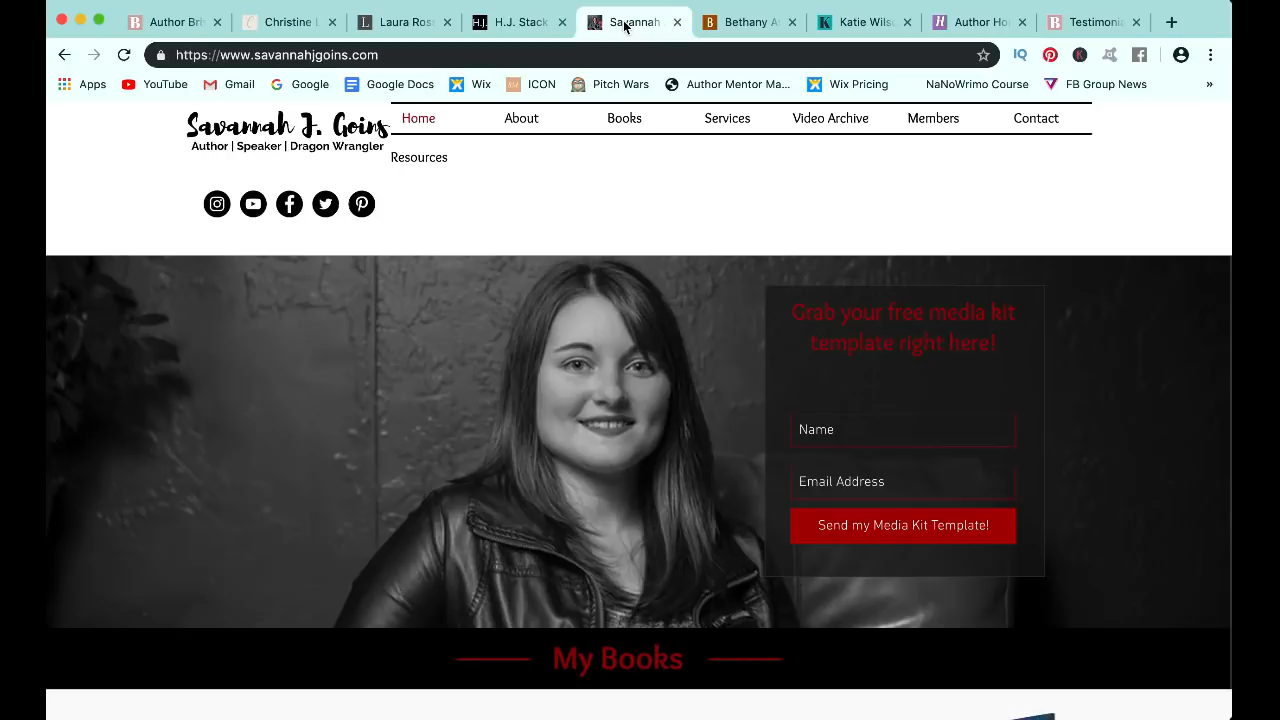 Author Bri
Christine L
Laura Ros
H.J. Stack
Savannah
Bethany A
Katie Wils
Author Ho
Testimonia
https://www.savannahjgoins.com
Apps
YouTube
Gmail
Google
Google Docs
Wix
ICON
Pitch Wars
Author Mentor Ma...
Wix Pricing
NaNoWrimo Course
FB Group News
»
Savannah J. Goins
Author | Speaker | Dragon Wrangler
Home
About
Books
Services
Video Archive
Members
Contact
Resources
Grab your free media kit
template right here!
Name
Email Address
Send my Media Kit Template!
My Books